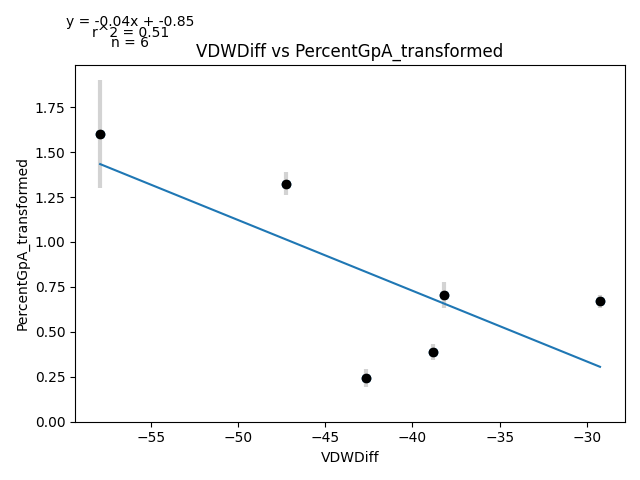 y = -0.04x + -0.85
r^2 = 0.51
n = 6
VDWDiff vs PercentGpA_transformed
PercentGpA_transformed
1.75
1.50
1.25
1.00
0.75
0.50
0.25
0.00
−55
−50
−45
−40
−35
−30
VDWDiff